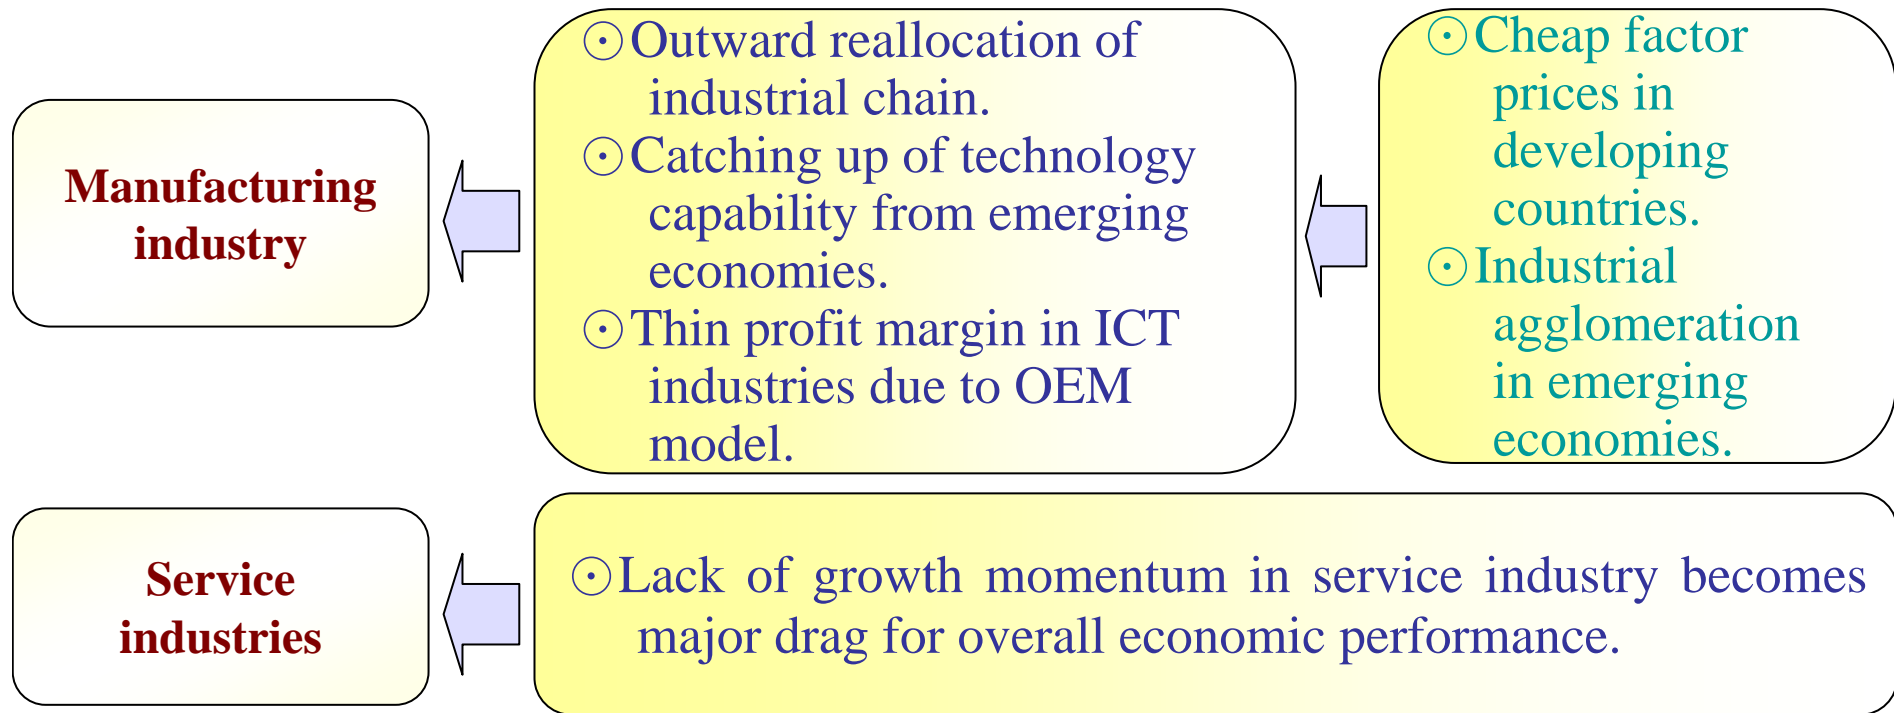 Manufacturing
industry
⊙Outward reallocation of
industrial chain.
⊙Catching up of technology
capability from emerging
economies.
⊙Thin profit margin in ICT
industries due to OEM
model.
⊙Cheap factor
prices in
developing
countries.
⊙Industrial
agglomeration
in emerging
economies.
Service
industries
⊙Lack of growth momentum in service industry becomes
major drag for overall economic performance.